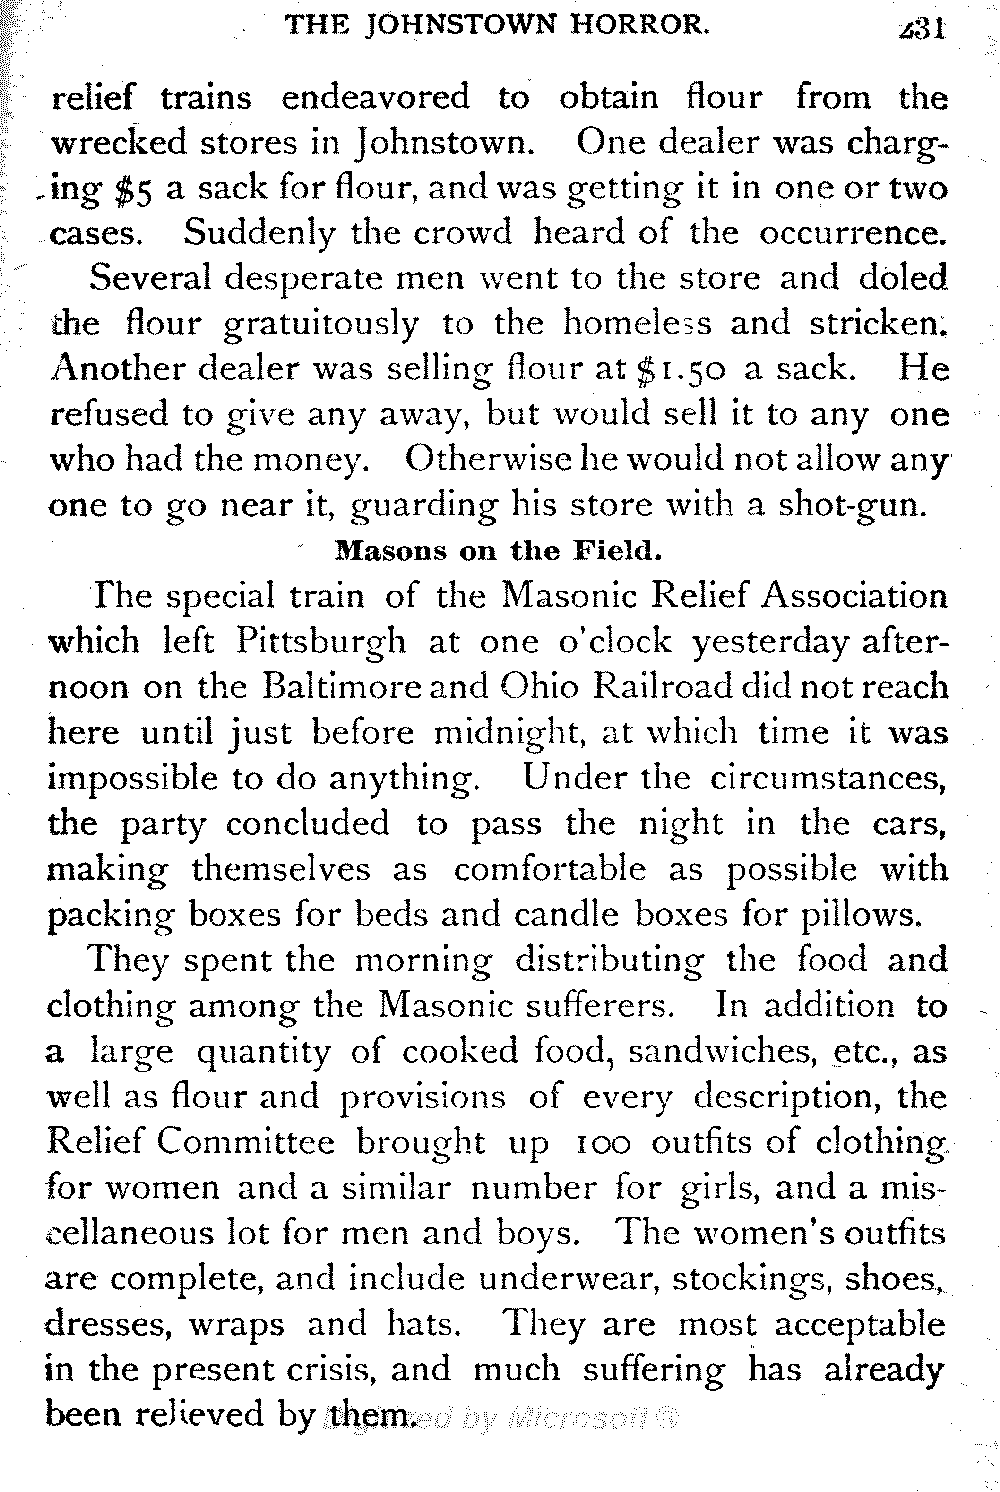 THE JOHNSTOWN HORROR. 431
relief trains endeavored to obtain flour from the
wrecked stores in Johnstown. One dealer was charg-
ing $5 a sack for flour, and was getting it in one or two
cases. Suddenly the crowd heard of the occurrence.
Several desperate men went to the store and doled
the flour gratuitously to the homeless and stricken.
Another dealer was selling flour at $1.50 a sack. He
refused to give any away, but would sell it to any one
who had the money. Otherwise he would not allow any
one to go near it, guarding his store with a shot-gun.
Masons on the Field.
The special train of the Masonic Relief Association
which left Pittsburgh at one o'clock yesterday after-
noon on the Baltimore and Ohio Railroad did not reach
here until just before midnight, at which time it was
impossible to do anything. Under the circumstances,
the party concluded to pass the night in the cars,
making themselves as comfortable as possible with
packing boxes for beds and candle boxes for pillows.
They spent the morning distributing the food and
clothing among the Masonic sufferers. In addition to
a large quantity of cooked food, sandwiches, etc., as
well as flour and provisions of every description, the
Relief Committee brought up 100 outfits of clothing
for women and a similar number for girls, and a mis-
cellaneous lot for men and boys. The women's outfits
are complete, and include underwear, stockings, shoes,
dresses, wraps and hats. They are most acceptable
in the present crisis, and much suffering has already
been relieved by them.
by Microsoft ®